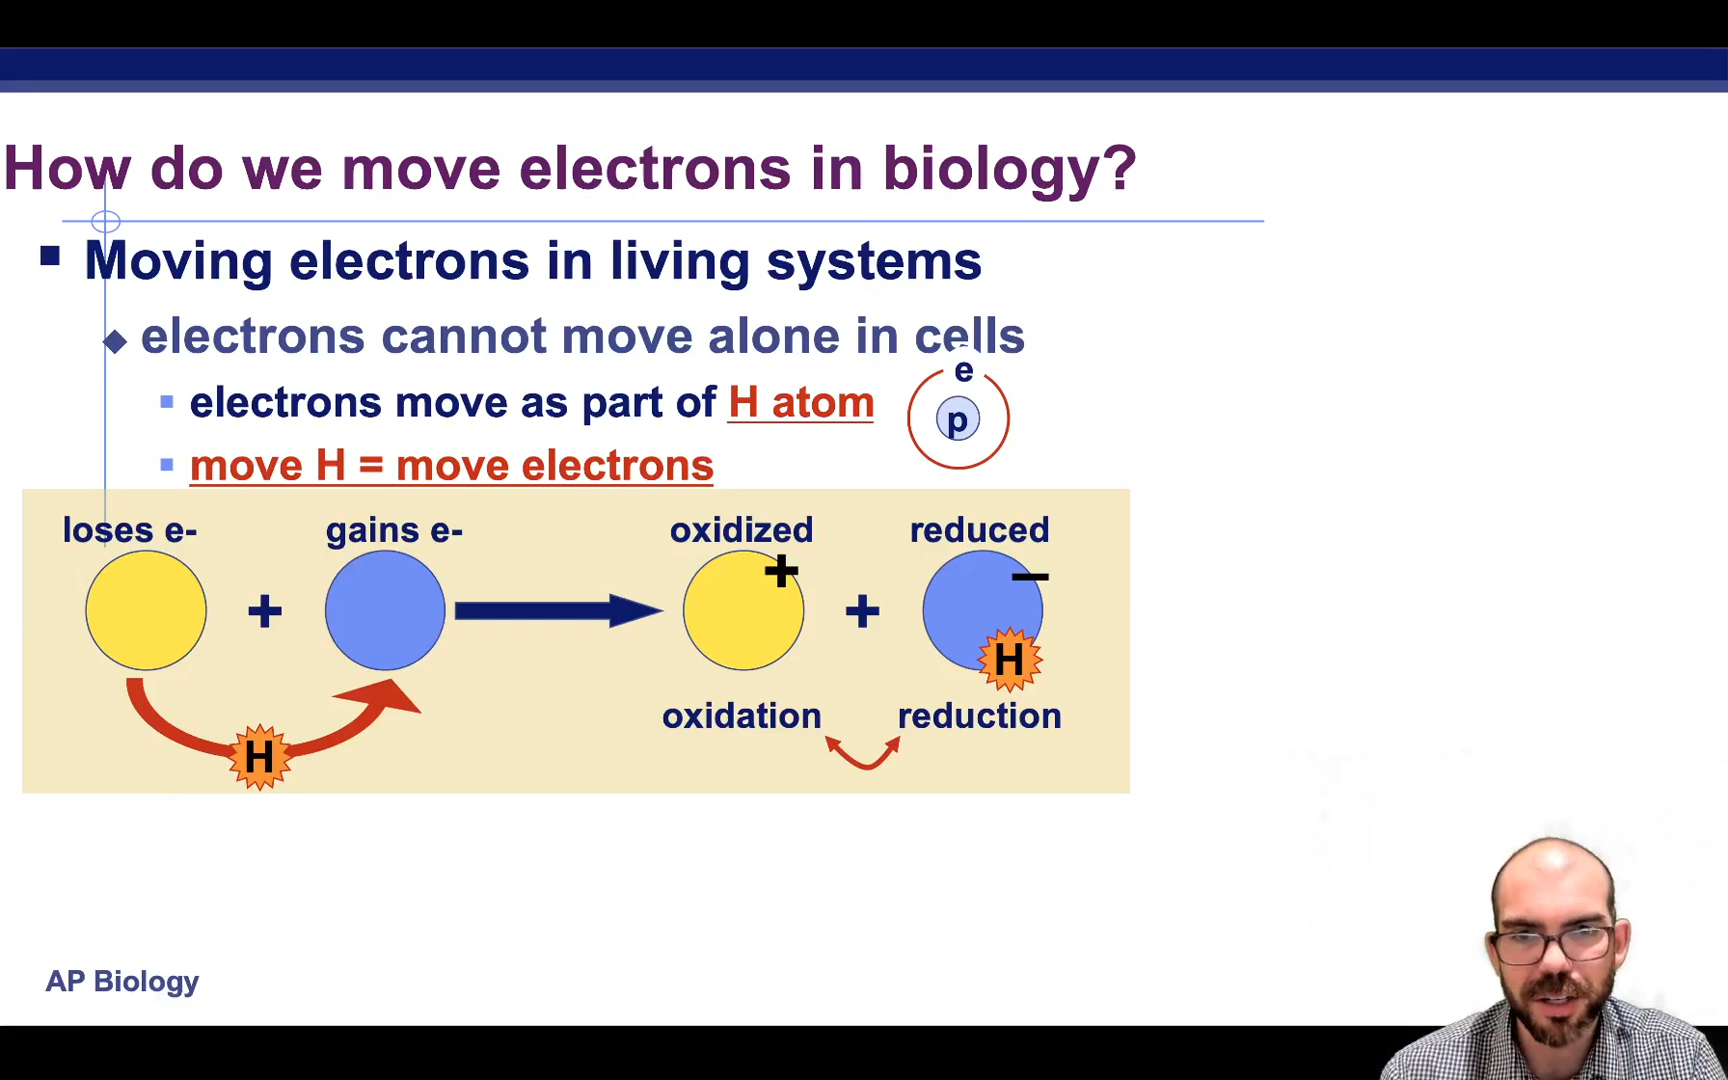 How do we move electrons in biology?
Moving electrons in living systems
electrons cannot move alone in cells
electrons move as part of H atom
e
p
move H = move electrons
loses e- gains e- oxidized reduced
+ + + –
H
H
oxidation reduction
AP Biology